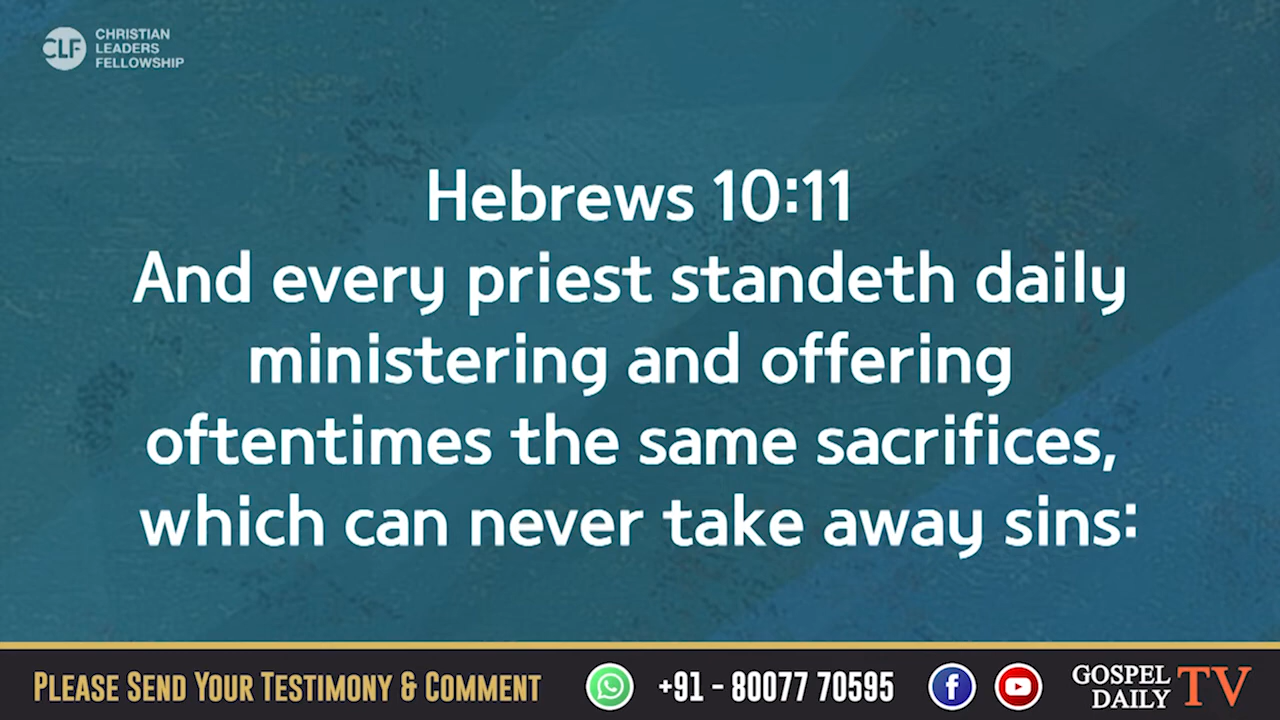 CLF
CHRISTIAN
LEADERS
FELLOWSHIP
Hebrews 10:11
And every priest standeth daily
ministering and offering
oftentimes the same sacrifices,
which can never take away sins:
PLEASE SEND YOUR TESTIMONY & COMMENT
+91 - 80077 70595
GOSPEL
DAILY
TV